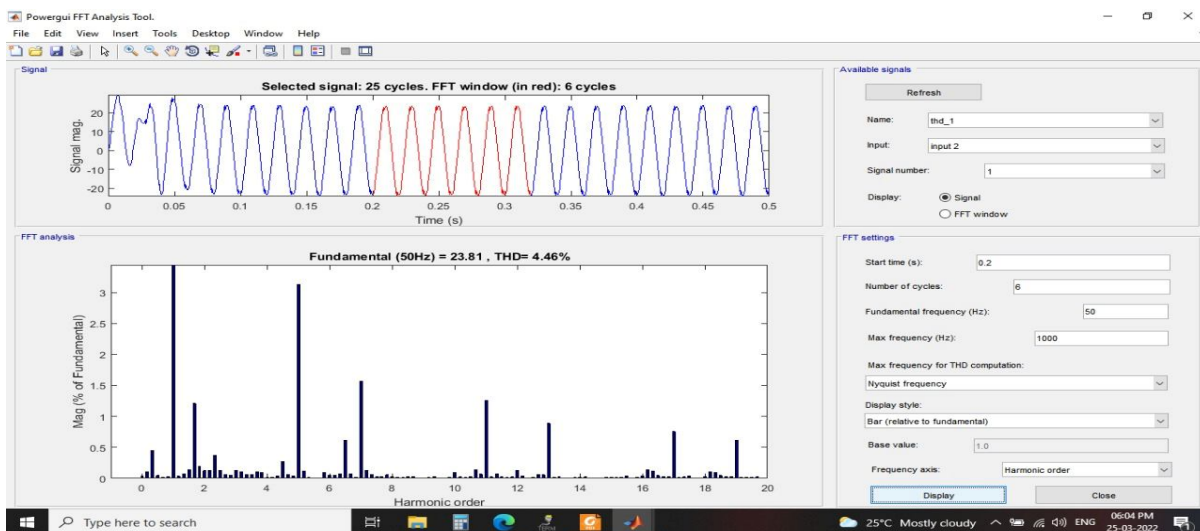 Powergui FFT Analysis Tool.
File Edit View Insert Tools Desktop Window Help
Signal
Selected signal: 25 cycles. FFT window (in red): 6 cycles
Signal mag.
20
10
0
-10
-20
0 0.05 0.1 0.15 0.2 0.25 0.3 0.35 0.4 0.45 0.5
Time (s)
FFT analysis
Fundamental (50Hz) = 23.81 , THD= 4.46%
Mag (% of Fundamental)
3
2.5
2
1.5
1
0.5
0
0 2 4 6 8 10 12 14 16 18 20
Harmonic order
Available signals
Refresh
Name: thd_1
Input: input 2
Signal number: 1
Display: Signal
FFT window
FFT settings
Start time (s): 0.2
Number of cycles: 6
Fundamental frequency (Hz): 50
Max frequency (Hz): 1000
Max frequency for THD computation:
Nyquist frequency
Display style:
Bar (relative to fundamental)
Base value: 1.0
Frequency axis: Harmonic order
Display Close
Type here to search
25°C Mostly cloudy ENG 06:04 PM
25-03-2022